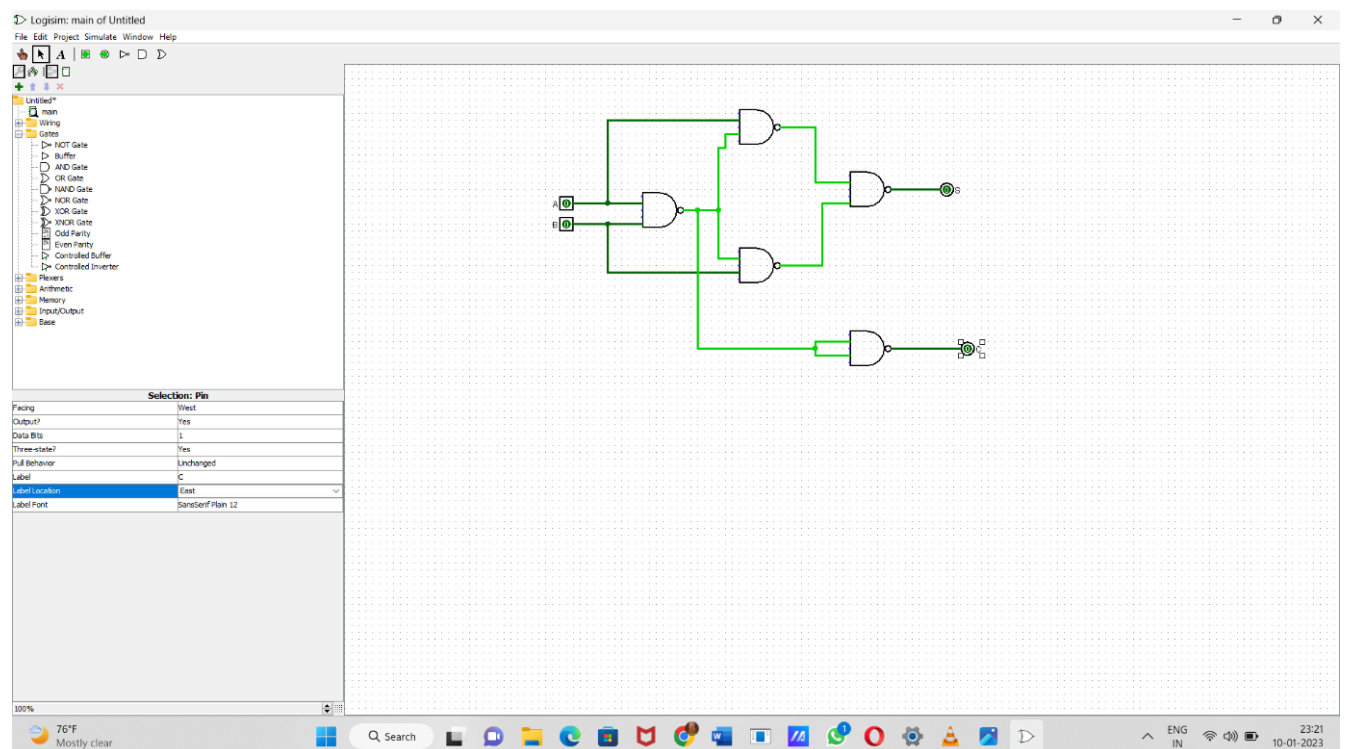 Logisim: main of Untitled
File Edit Project Simulate Window Help
A
Untitled*
main
Wiring
Gates
NOT Gate
Buffer
AND Gate
OR Gate
NAND Gate
NOR Gate
XOR Gate
XNOR Gate
Odd Parity
Even Parity
Controlled Buffer
Controlled Inverter
Plexers
Arithmetic
Memory
Input/Output
Base
A 0
B 0
0 S
0 C
Selection: Pin
Facing West
Output? Yes
Data Bits 1
Three-state? Yes
Pull Behavior Unchanged
Label C
Label Location East
Label Font SansSerif Plain 12
100%
76°F
Mostly clear
Search
ENG
IN
23:21
10-01-2023